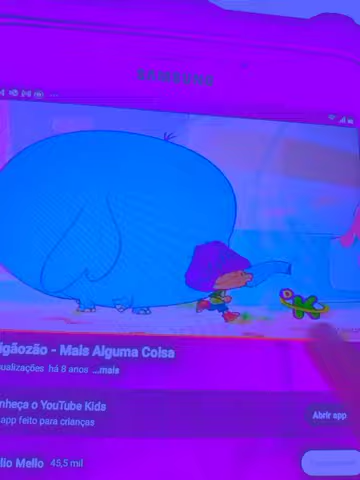 SAMSUNG
igãozão - Mais Alguma Coisa
ualizações há 8 anos ...mais
nheça o YouTube Kids
app feito para crianças
Abrir app
lio Mello 45,5 mil